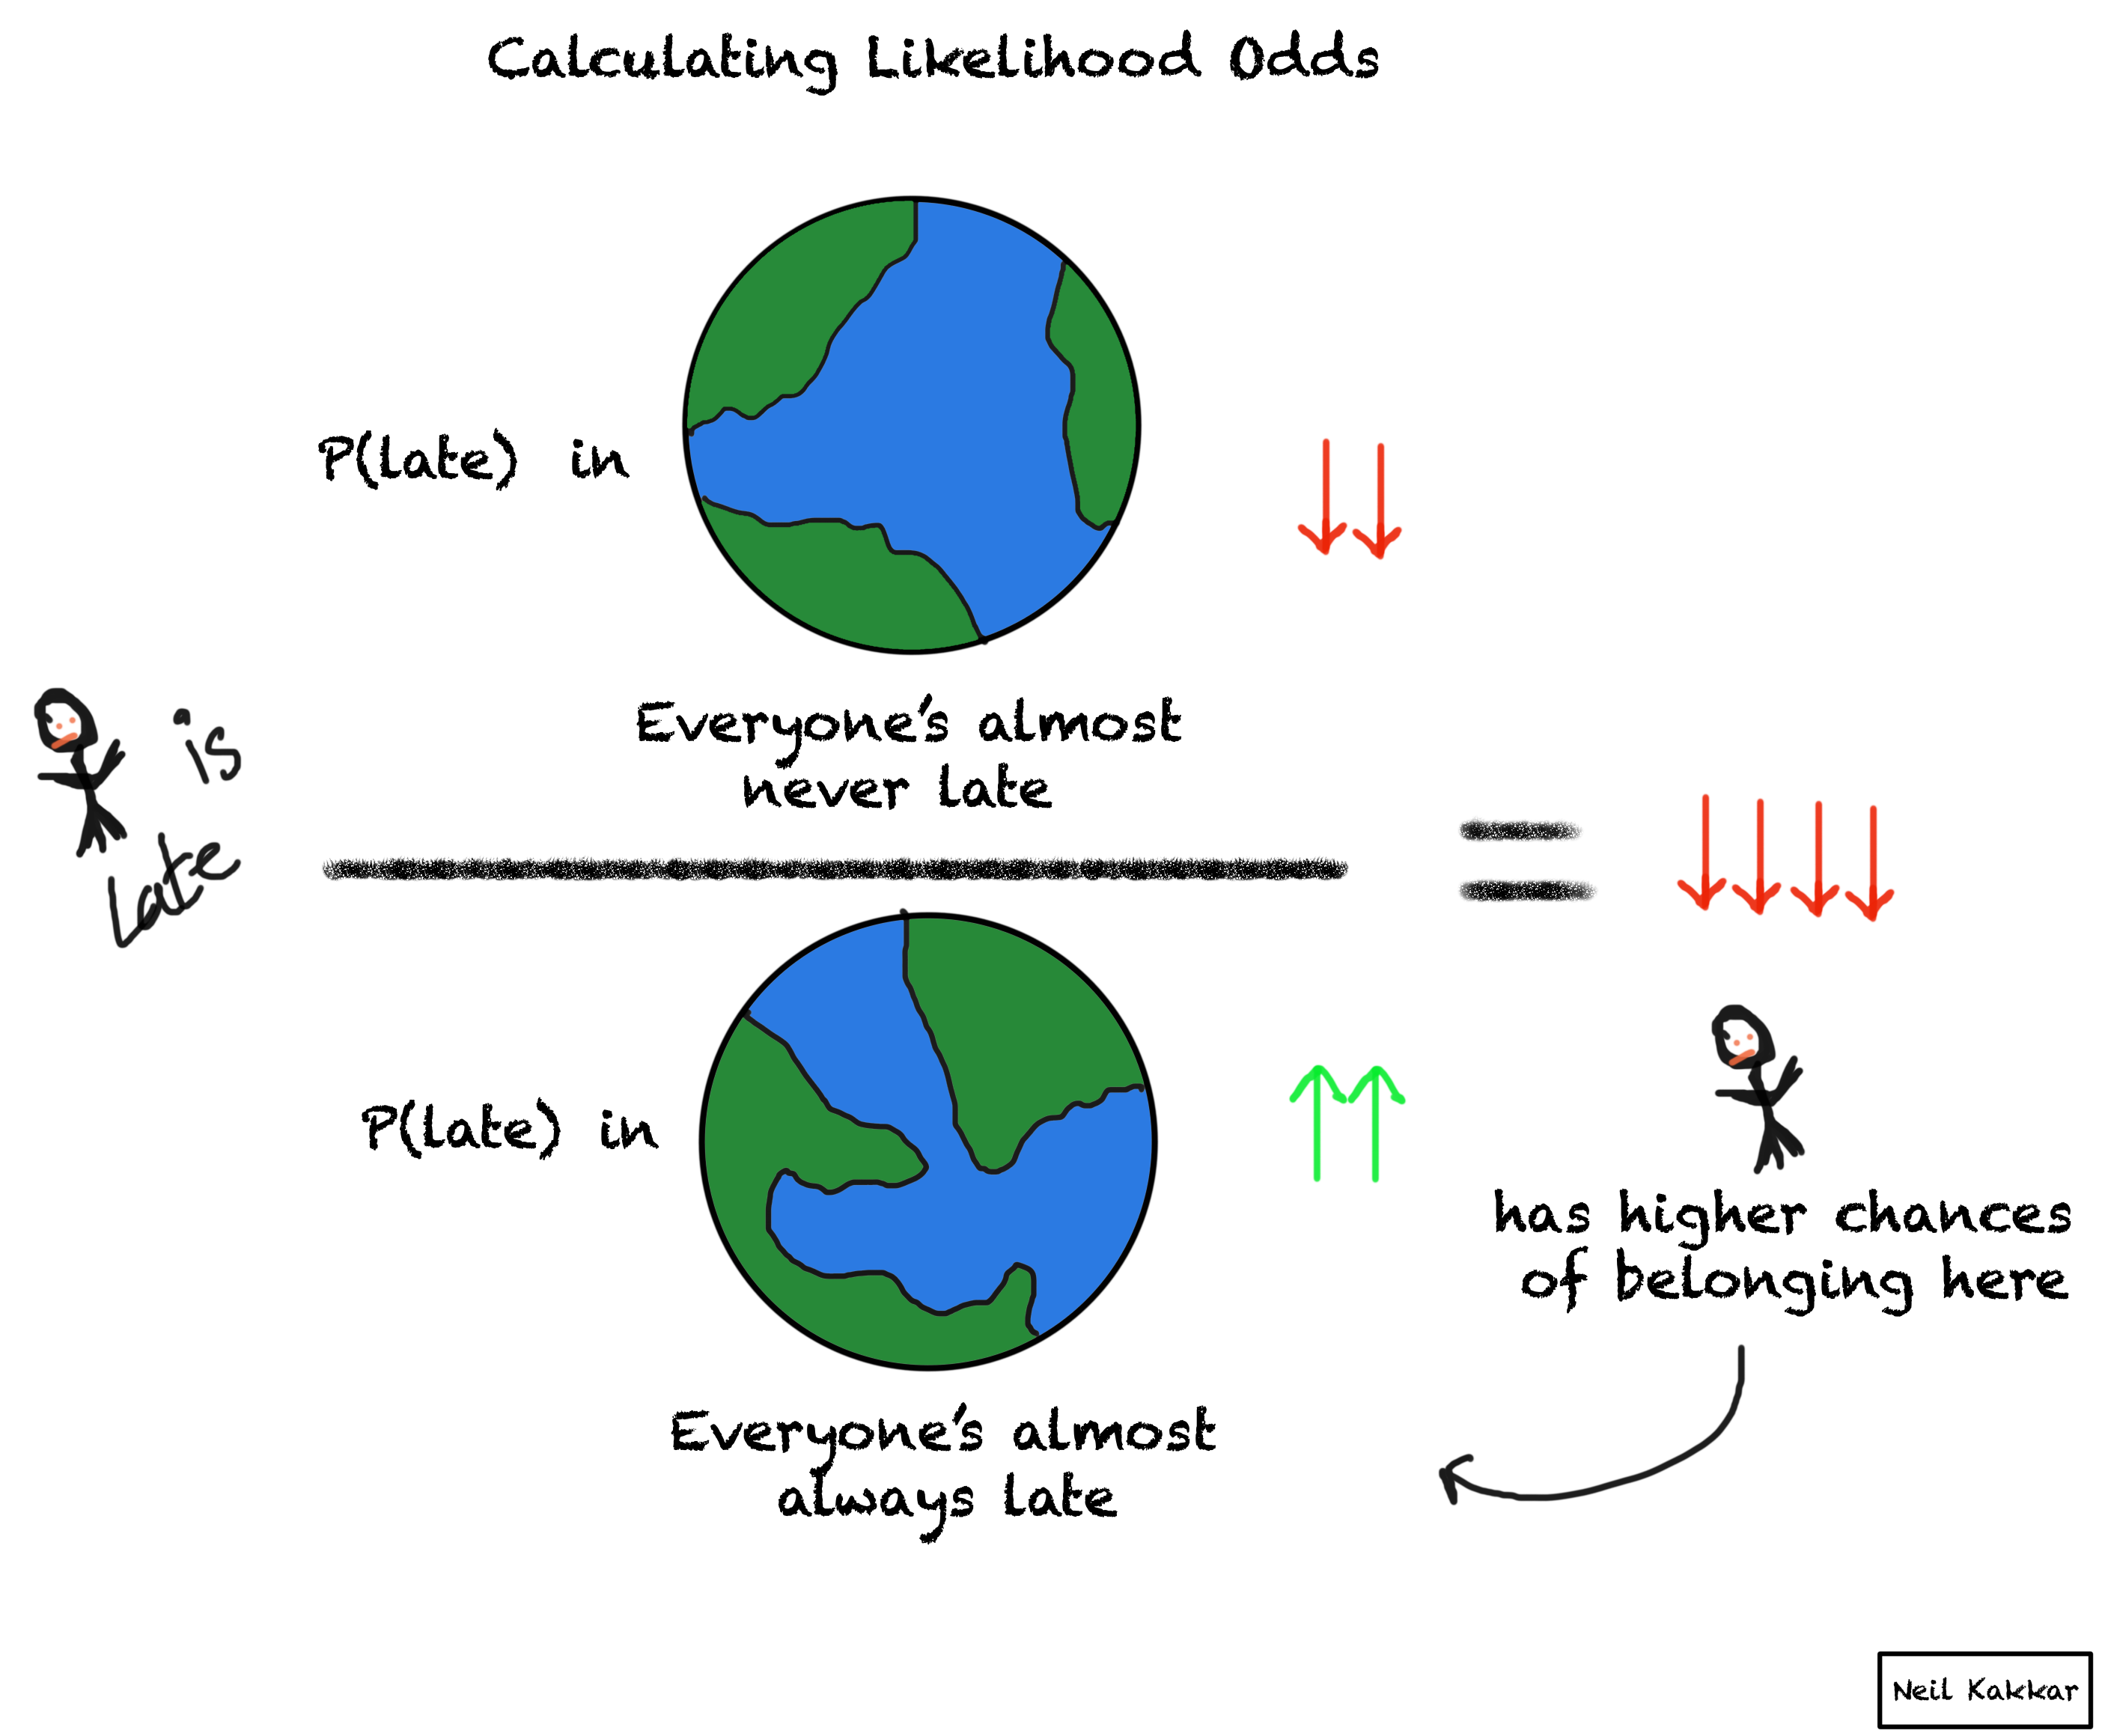 Calculating Likelihood Odds
P(late) in
Everyone's almost
never late
is
Late
P(late) in
has higher chances
of belonging here
Everyone's almost
always late
Neil Kakkar